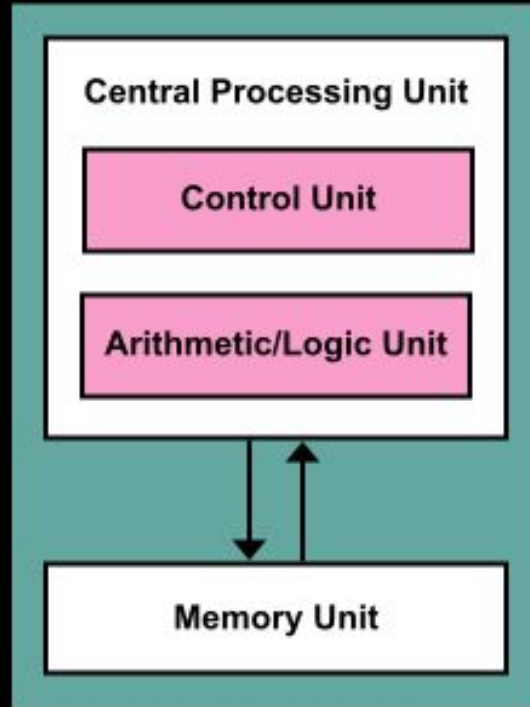 Central Processing Unit
Control Unit
Arithmetic/Logic Unit
Memory Unit